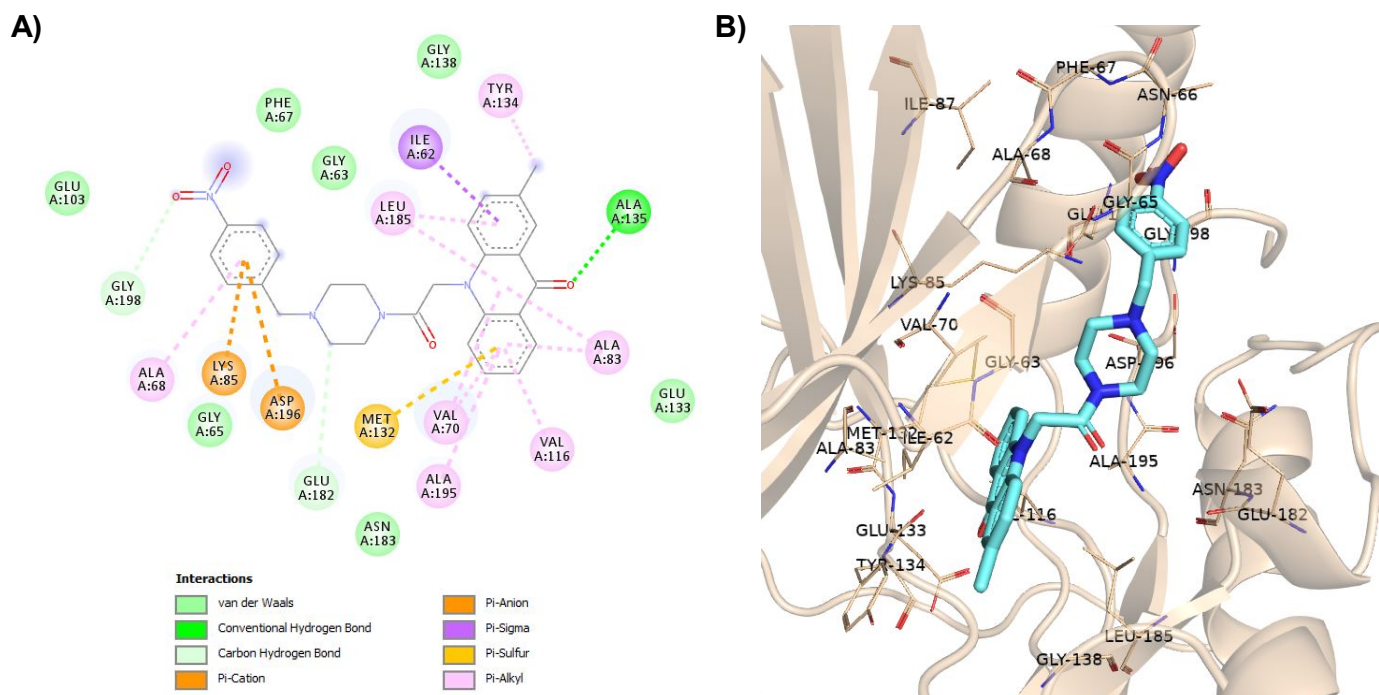 A)
GLY
A:138
TYR
A:134
PHE
A:67
ILE
A:62
GLY
A:63
GLU
A:103
LEU
A:185
ALA
A:135
N
O
O
GLY
A:198
N
O
N
N
O
ALA
A:83
ALA
A:68
LYS
A:85
ASP
A:196
GLY
A:65
MET
A:132
VAL
A:70
GLU
A:133
VAL
A:116
ALA
A:195
GLU
A:182
ASN
A:183
Interactions
van der Waals
Conventional Hydrogen Bond
Carbon Hydrogen Bond
Pi-Cation
Pi-Anion
Pi-Sigma
Pi-Sulfur
Pi-Alkyl
B)
PHE-67
ASN-66
ILE-87
ALA-68
GLY-65
LYS-85
VAL-70
GLY-63
MET-132
ILE-62
ALA-83
ALA-195
ASN-183
GLU-182
GLU-133
TYR-134
LEU-185
GLY-138